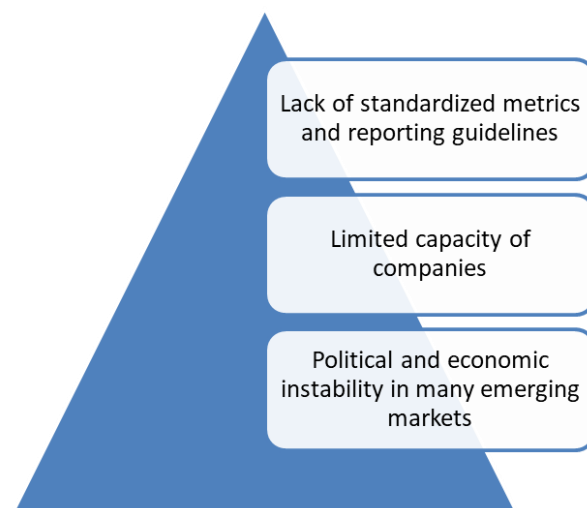 Lack of standardized metrics
and reporting guidelines
Limited capacity of
companies
Political and economic
instability in many emerging
markets